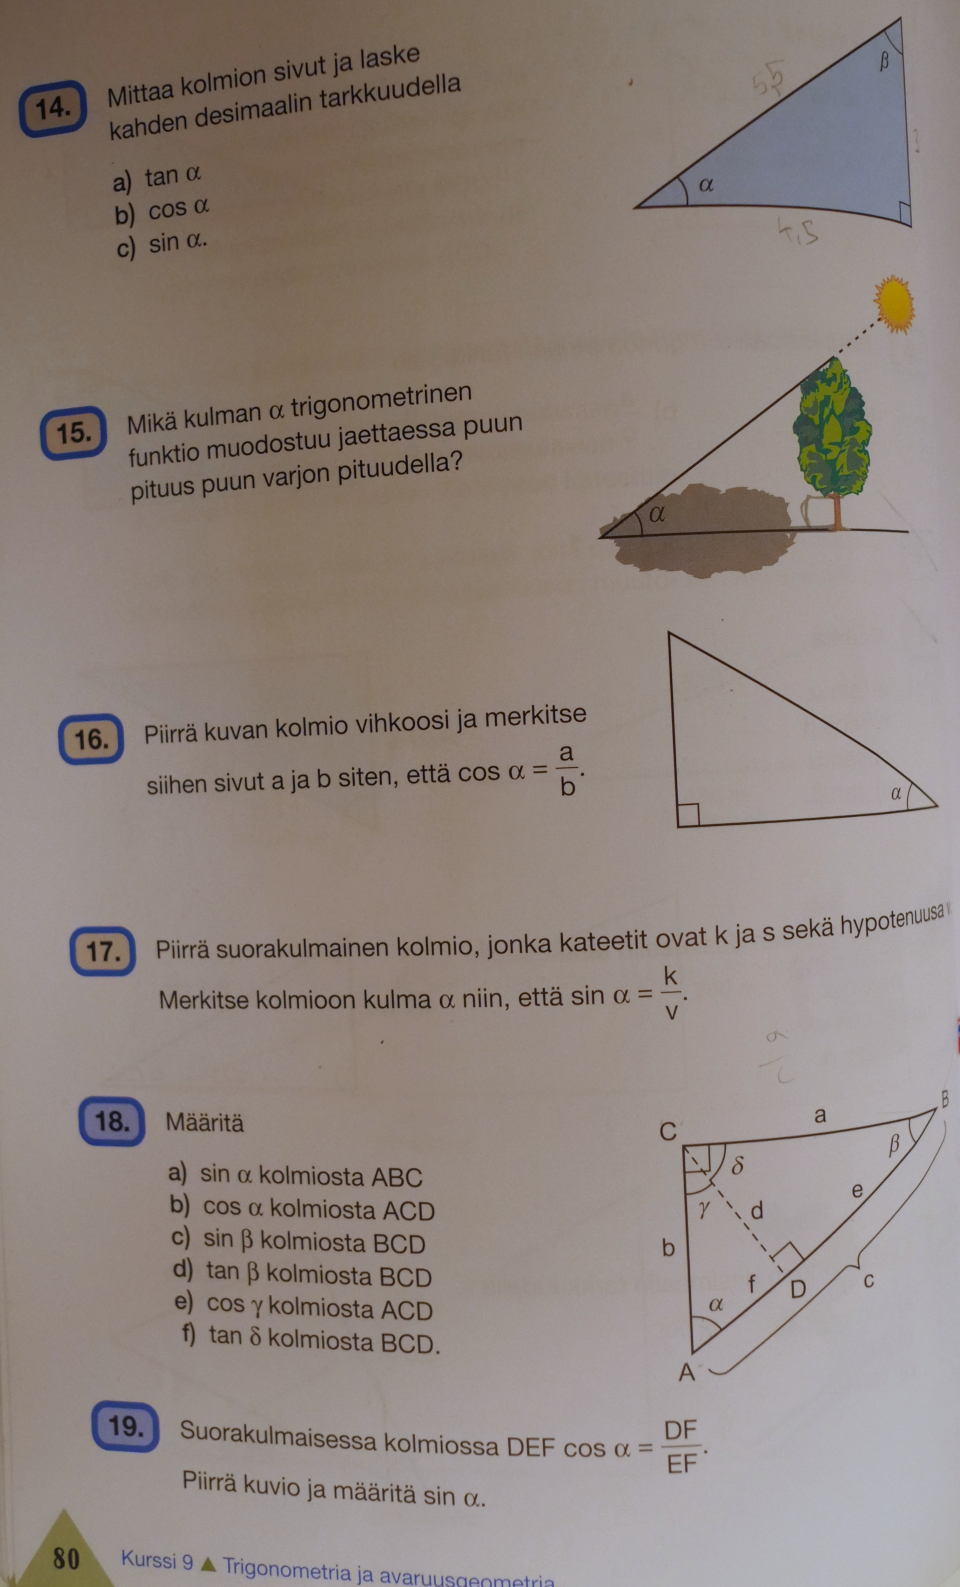 14. Mittaa kolmion sivut ja laske
kahden desimaalin tarkkuudella
a) tan α
b) cos α
c) sin α.
β
α
4,5
15. Mikä kulman α trigonometrinen
funktio muodostuu jaettaessa puun
pituus puun varjon pituudella?
α
16. Piirrä kuvan kolmio vihkoosi ja merkitse
siihen sivut a ja b siten, että cos α = a/b.
α
17. Piirrä suorakulmainen kolmio, jonka kateetit ovat k ja s sekä hypotenuusa v
Merkitse kolmioon kulma α niin, että sin α = k/v.
18. Määritä
a) sin α kolmiosta ABC
b) cos α kolmiosta ACD
c) sin β kolmiosta BCD
d) tan β kolmiosta BCD
e) cos γ kolmiosta ACD
f) tan δ kolmiosta BCD.
C
a
B
δ
β
γ
d
e
b
f
D
c
α
A
19. Suorakulmaisessa kolmiossa DEF cos α = DF/EF.
Piirrä kuvio ja määritä sin α.
80 Kurssi 9 ▲ Trigonometria ja avaruusgeometria